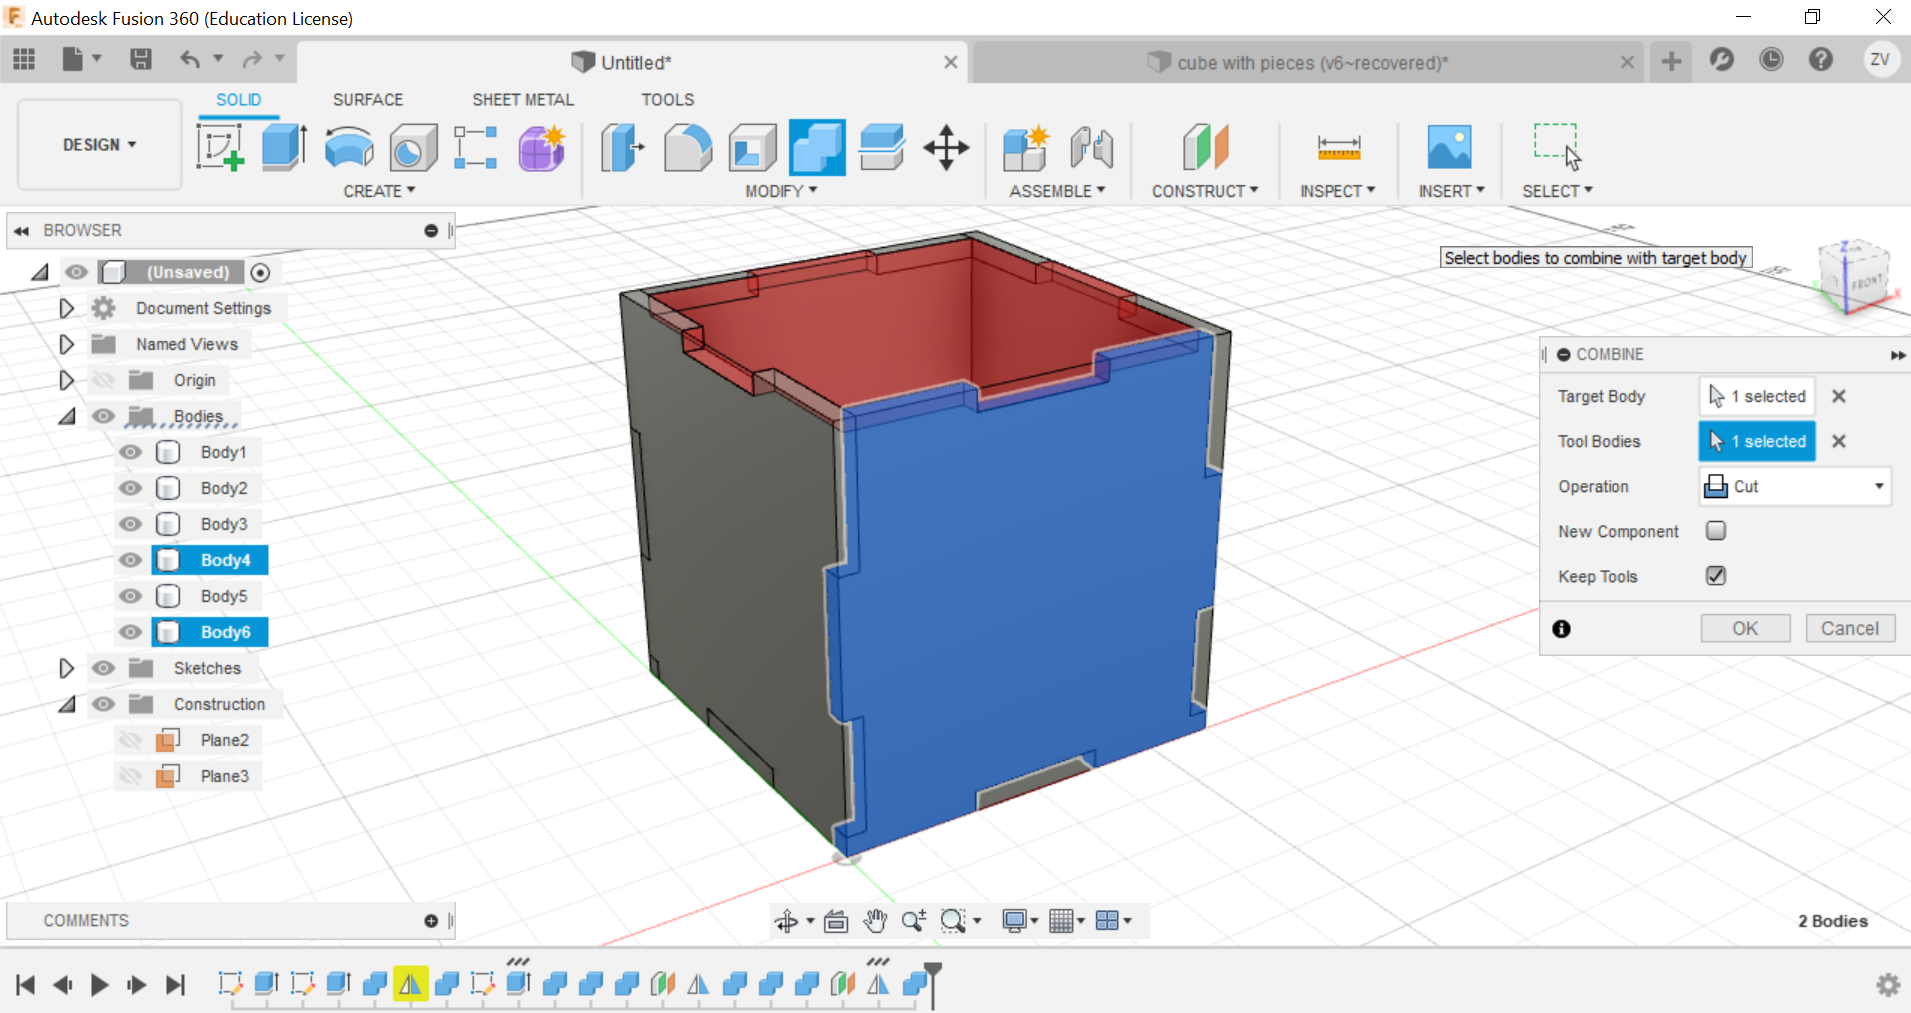 Autodesk Fusion 360 (Education License)
Untitled*
cube with pieces (v6~recovered)*
ZV
SOLID
SURFACE
SHEET METAL
TOOLS
DESIGN
CREATE
MODIFY
ASSEMBLE
CONSTRUCT
INSPECT
INSERT
SELECT
BROWSER
(Unsaved)
Document Settings
Named Views
Origin
Bodies
Body1
Body2
Body3
Body4
Body5
Body6
Sketches
Construction
Plane2
Plane3
Select bodies to combine with target body
Z
FRONT
X
COMBINE
Target Body
1 selected
Tool Bodies
1 selected
Operation
Cut
New Component
Keep Tools
OK
Cancel
COMMENTS
2 Bodies